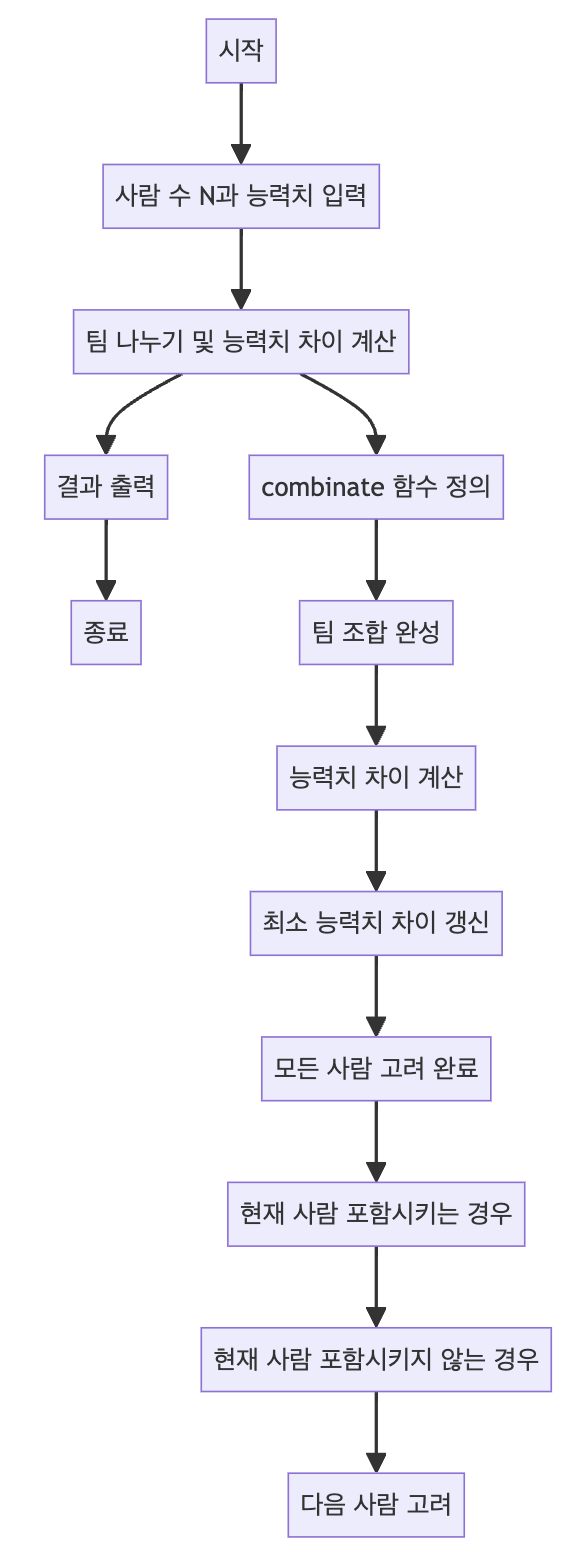 시작
사람 수 N과 능력치 입력
팀 나누기 및 능력치 차이 계산
결과 출력
combinate 함수 정의
종료
팀 조합 완성
능력치 차이 계산
최소 능력치 차이 갱신
모든 사람 고려 완료
현재 사람 포함시키는 경우
현재 사람 포함시키지 않는 경우
다음 사람 고려